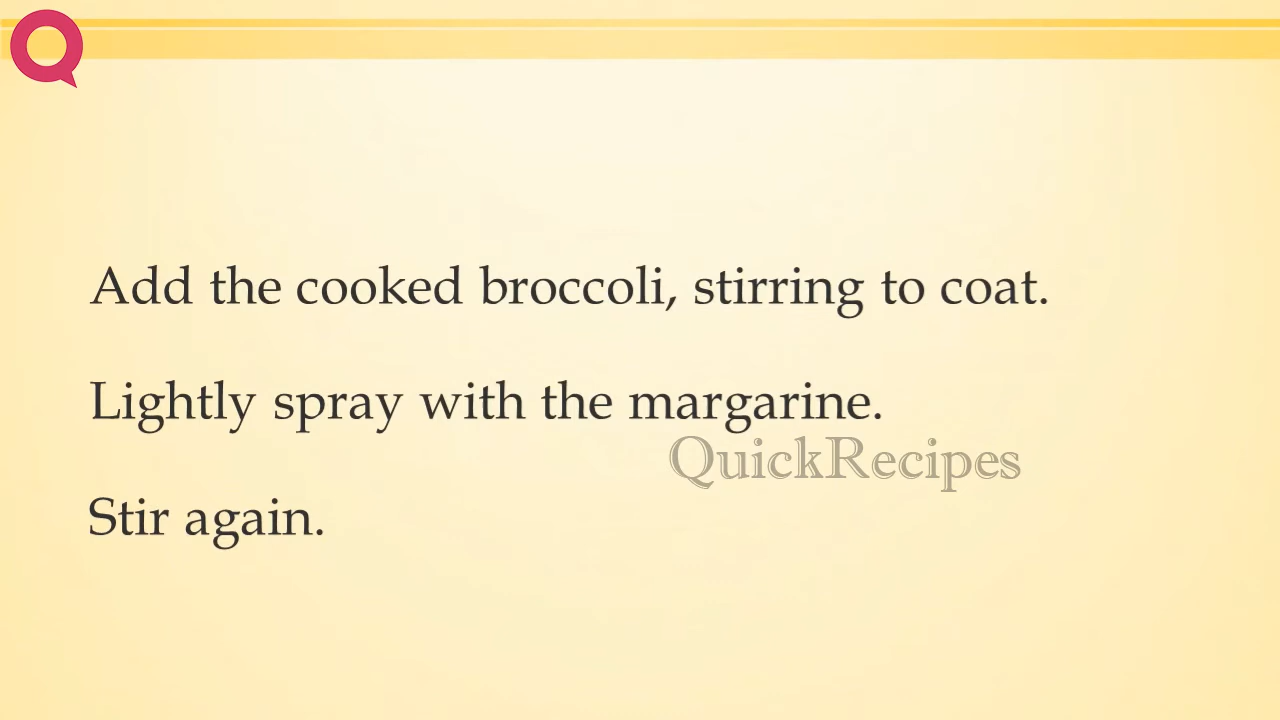 Add the cooked broccoli, stirring to coat.
Lightly spray with the margarine.
QuickRecipes
Stir again.